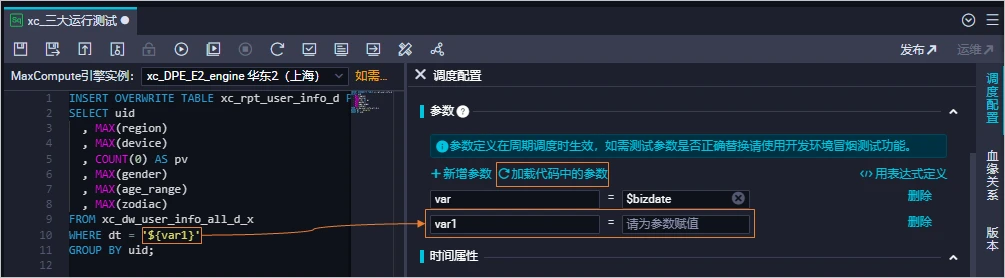 Sq xc_三大运行测试
发布 运维
MaxCompute引擎实例： xc_DPE_E2_engine 华东2（上海） 如需...
调度配置
1 INSERT OVERWRITE TABLE xc_rpt_user_info_d P
2 SELECT uid
3 , MAX(region)
4 , MAX(device)
5 , COUNT(0) AS pv
6 , MAX(gender)
7 , MAX(age_range)
8 , MAX(zodiac)
9 FROM xc_dw_user_info_all_d_x
10 WHERE dt = '${var1}'
11 GROUP BY uid;
参数 ?
参数定义在周期调度时生效，如需测试参数是否正确替换请使用开发环境冒烟测试功能。
+新增参数 加载代码中的参数 </>用表达式定义
var = $bizdate 删除
var1 = 请为参数赋值 删除
时间属性
调度配置
血缘关系
版本